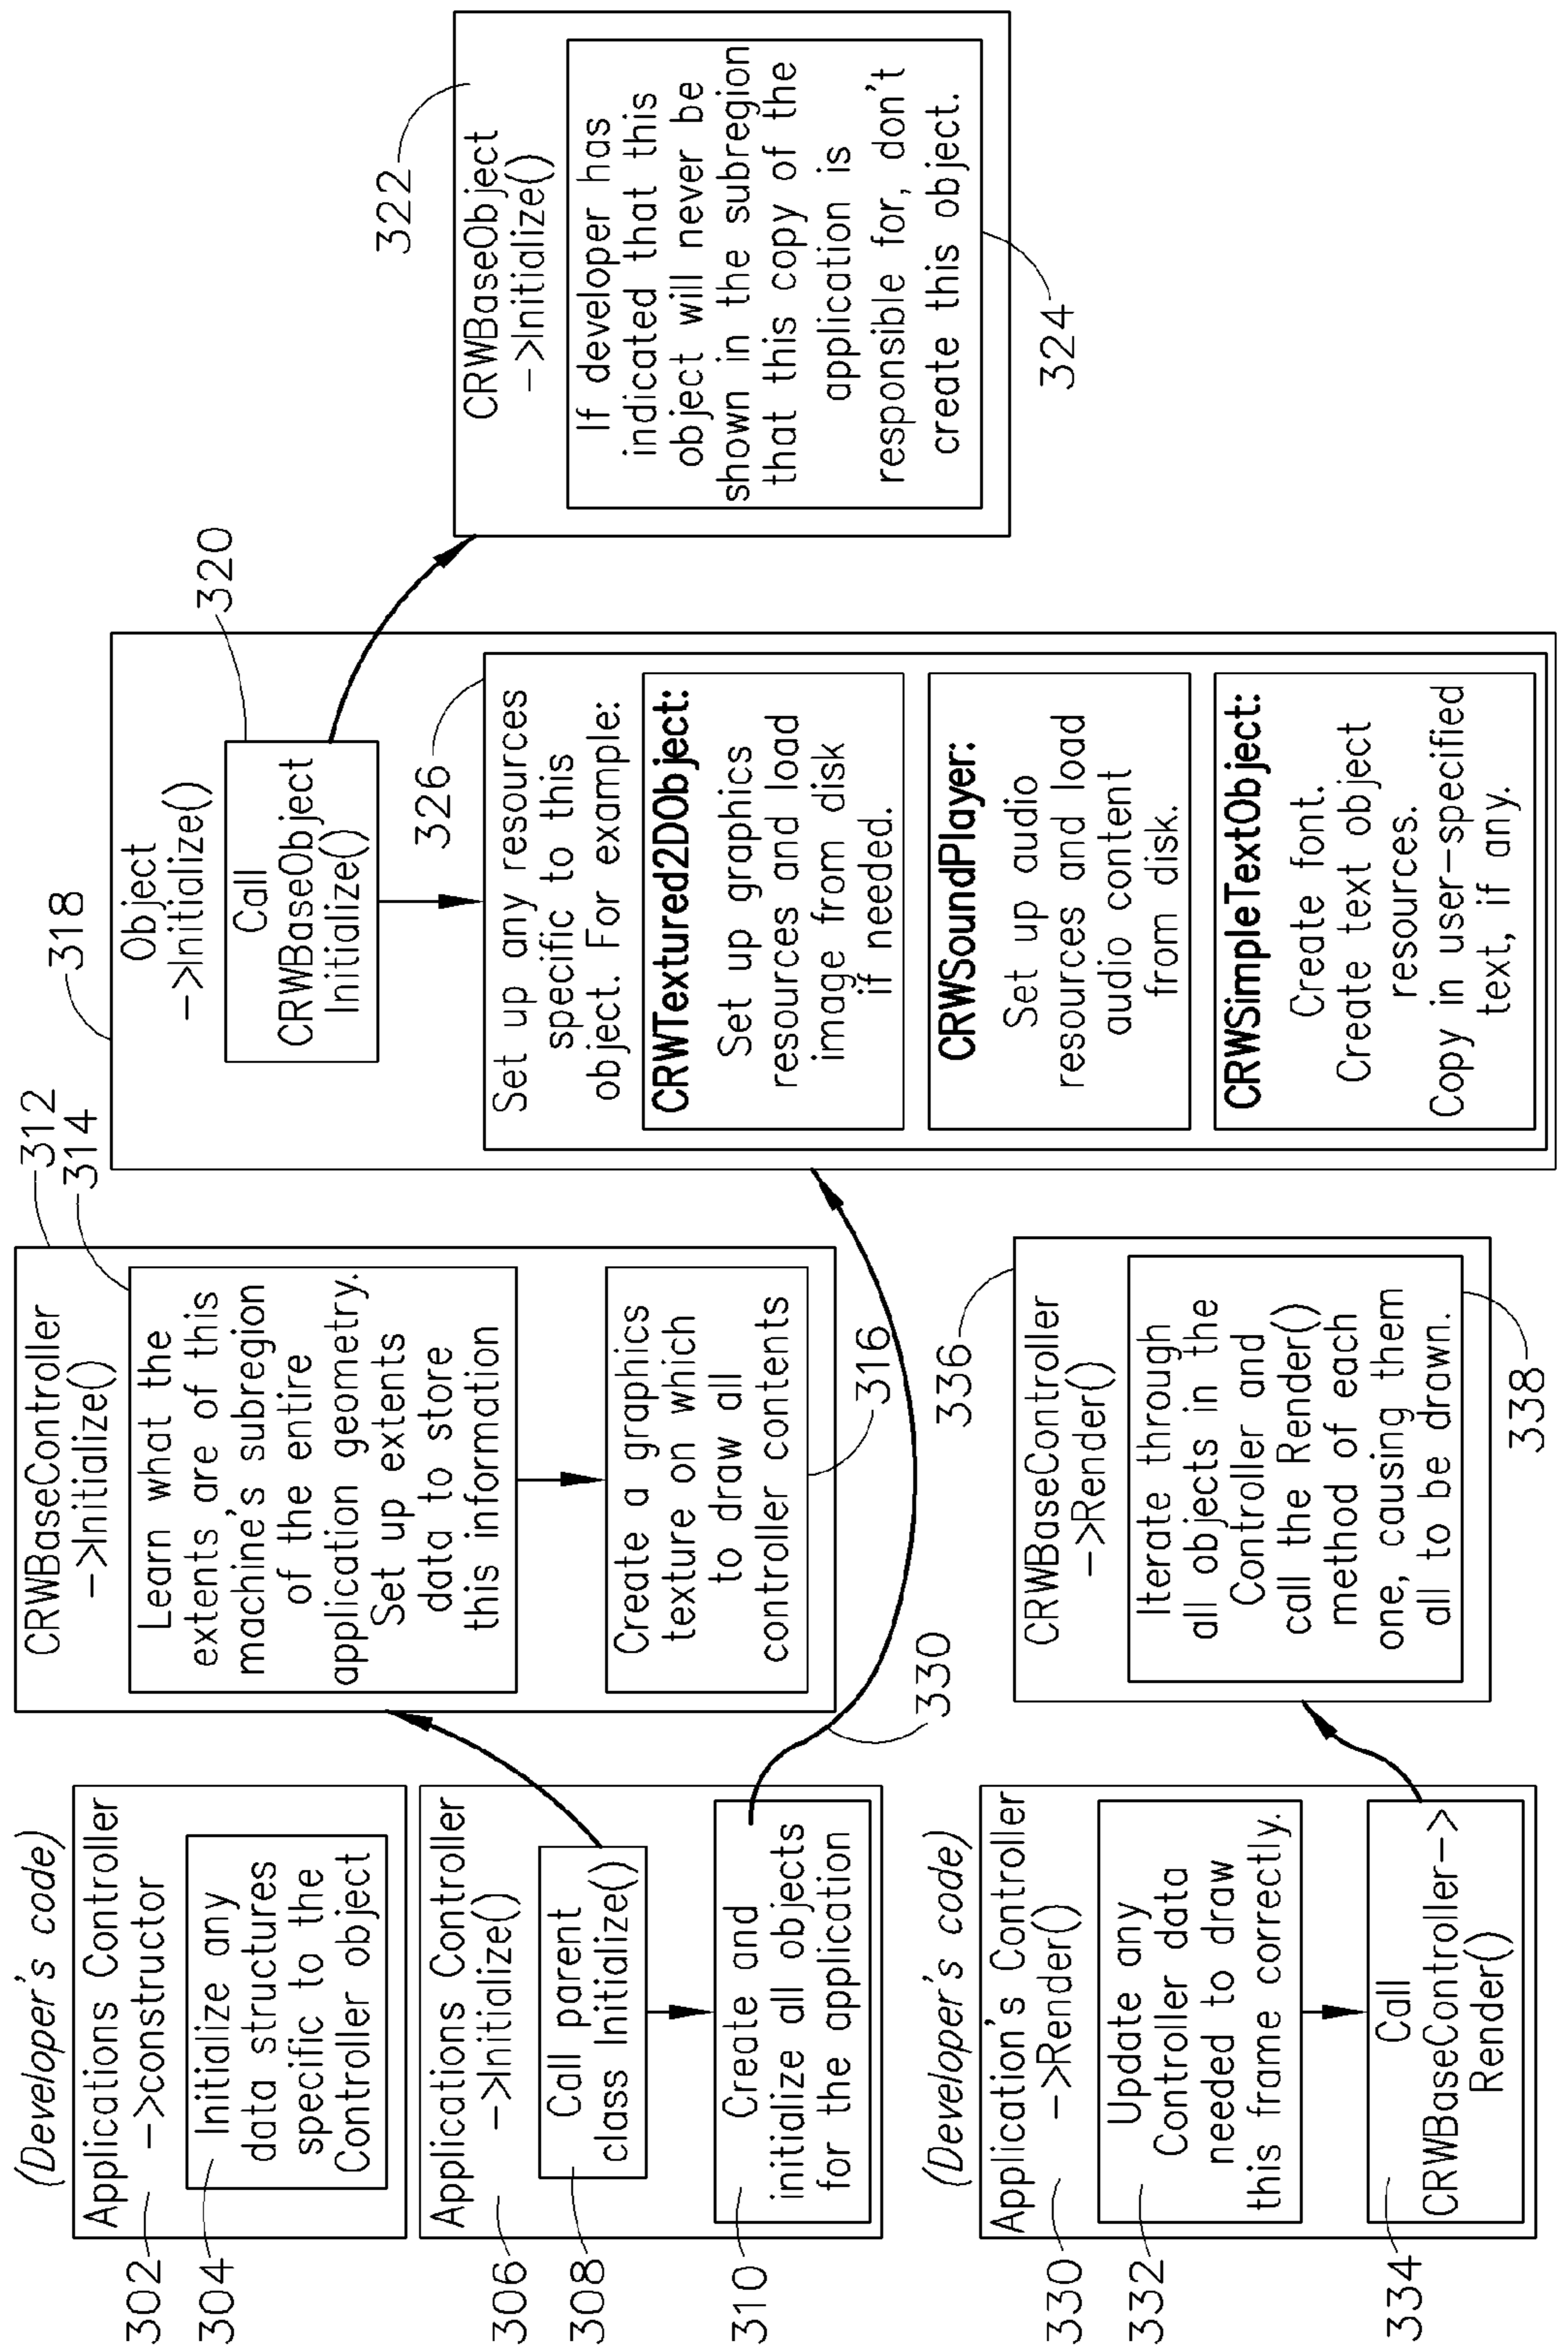 (Developer's code)
302
Applications Controller
->constructor
304
Initialize any
data structures
specific to the
Controller object
306
Applications Controller
->Initialize()
308
Call parent
class Initialize()
310
Create and
initialize all objects
for the application
330
312
CRWBaseController
->Initialize()
314
Learn what the
extents are of this
machine's subregion
of the entire
application geometry.
Set up extents
data to store
this information
Create a graphics
texture on which
to draw all
controller contents
316
318
Object
->Initialize()
320
Call
CRWBaseObject
Initialize()
326
Set up any resources
specific to this
object. For example:
CRWTextured2DObject:
Set up graphics
resources and load
image from disk
if needed.
CRWSoundPlayer:
Set up audio
resources and load
audio content
from disk.
CRWSimpleTextObject:
Create font.
Create text object
resources.
Copy in user-specified
text, if any.
322
CRWBaseObject
->Initialize()
If developer has
indicated that this
object will never be
shown in the subregion
that this copy of the
application is
responsible for, don't
create this object.
324
(Developer's code)
330
Application's Controller
->Render()
332
Update any
Controller data
needed to draw
this frame correctly.
334
Call
CRWBaseController->
Render()
336
CRWBaseController
->Render()
Iterate through
all objects in the
Controller and
call the Render()
method of each
one, causing them
all to be drawn.
338